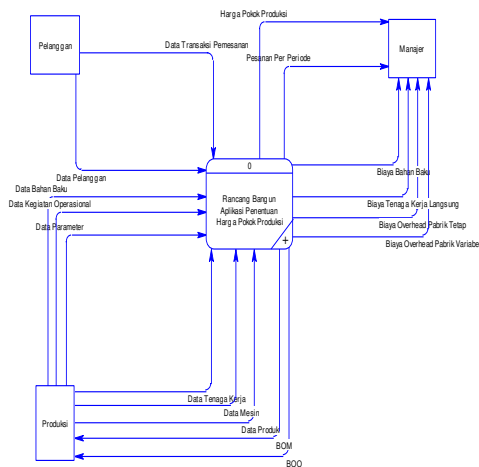 Harga Pokok Produksi
Pelanggan
Data Transaksi Pemesanan
Manajer
Pesanan Per Periode
0
Biaya Bahan Baku
Data Pelanggan
Data Bahan Baku
Rancang Bangun
Aplikasi Penentuan
Harga Pokok Produksi
Data Kegiatan Operasional
Biaya Tenaga Kerja Langsung
Data Parameter
Biaya Overhead Pabrik Tetap
+
Biaya Overhead Pabrik Variabe
Produksi
Data Tenaga Kerja
Data Mesin
Data Produk
BOM
BOO